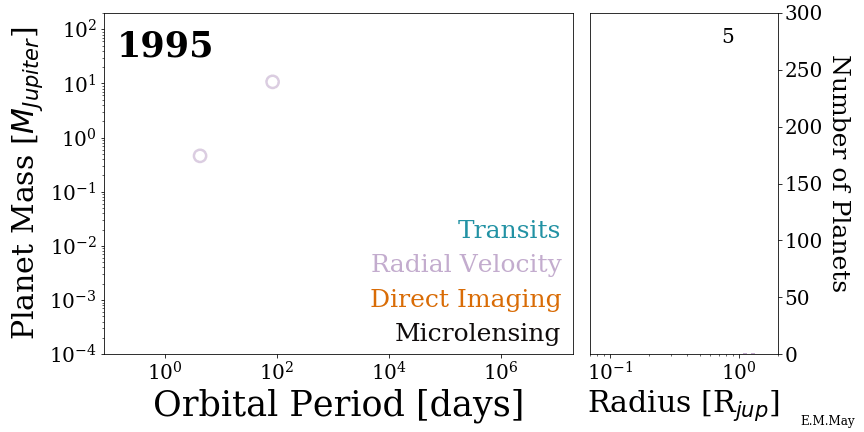 1995
Planet Mass [M_Jupiter]
10^2
10^1
10^0
10^−1
10^−2
10^−3
10^−4
Transits
Radial Velocity
Direct Imaging
Microlensing
10^0 10^2 10^4 10^6
Orbital Period [days]
5
300
250
200
150
100
50
0
Number of Planets
10^−1 10^0
Radius [R_jup]
E.M.May